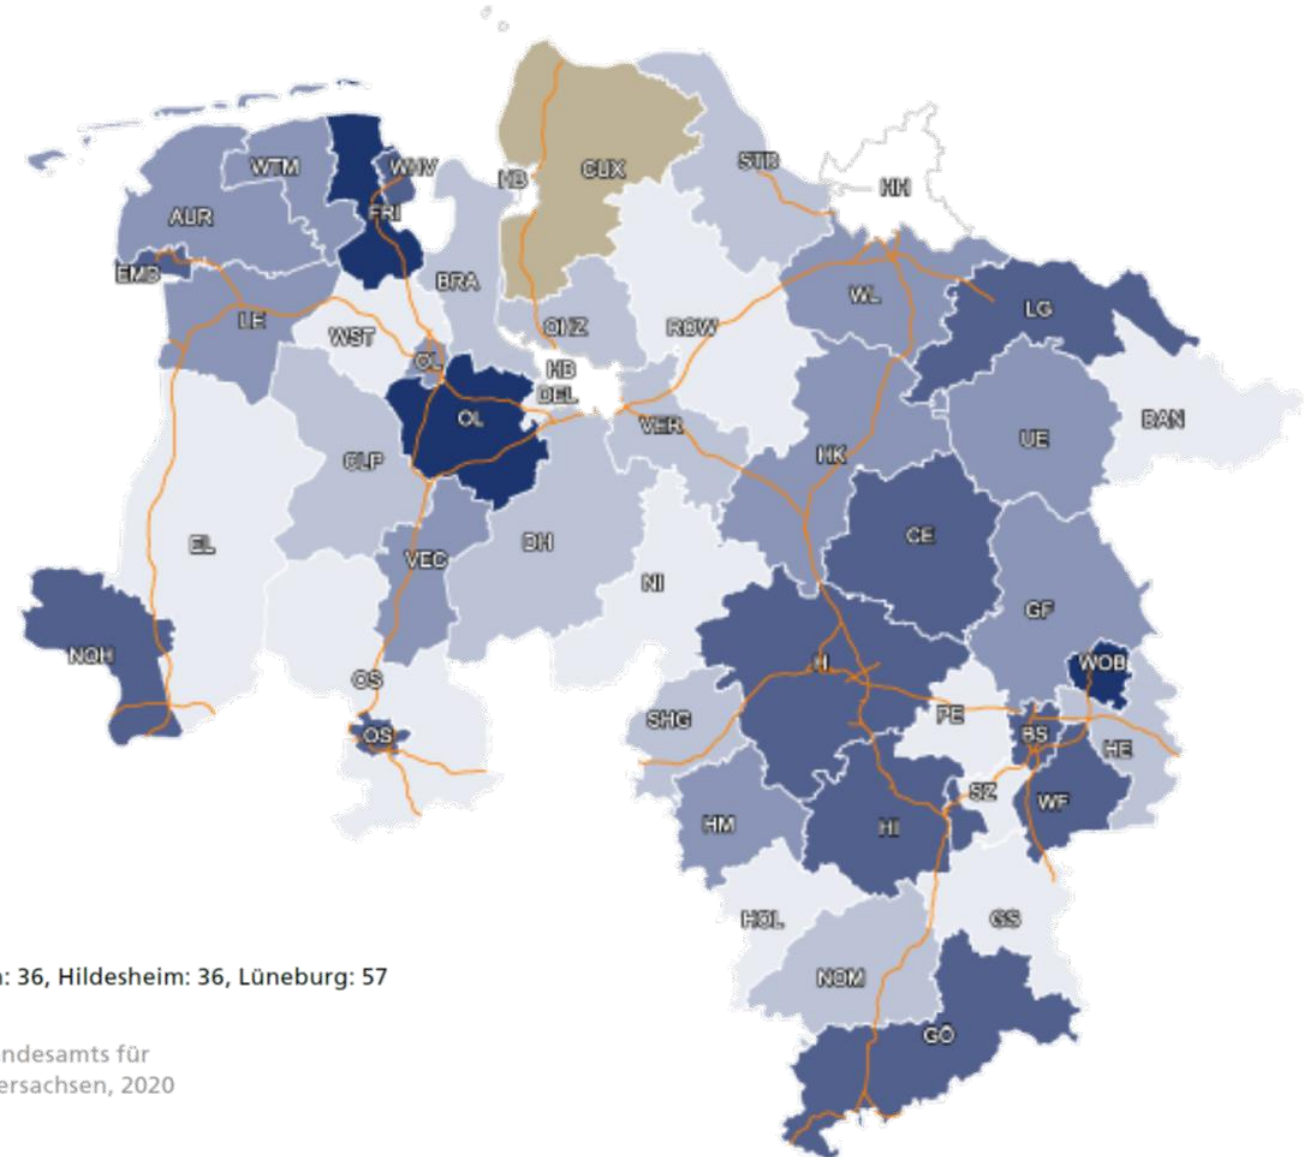 WTM
WHV
HB
CUX
STD
HH
AUR
FRI
EMD
BRA
LE
WL
LG
WST
OHZ
ROW
OL
HB
DEL
OL
VER
DAN
CLP
HK
UE
EL
VEC
DH
CE
NI
GF
NOH
H
WOB
OS
SHG
PE
OS
BS
HE
SZ
HM
HI
WF
HOL
GS
NOM
GÖ
: 36, Hildesheim: 36, Lüneburg: 57
ndesamts für
ersachsen, 2020